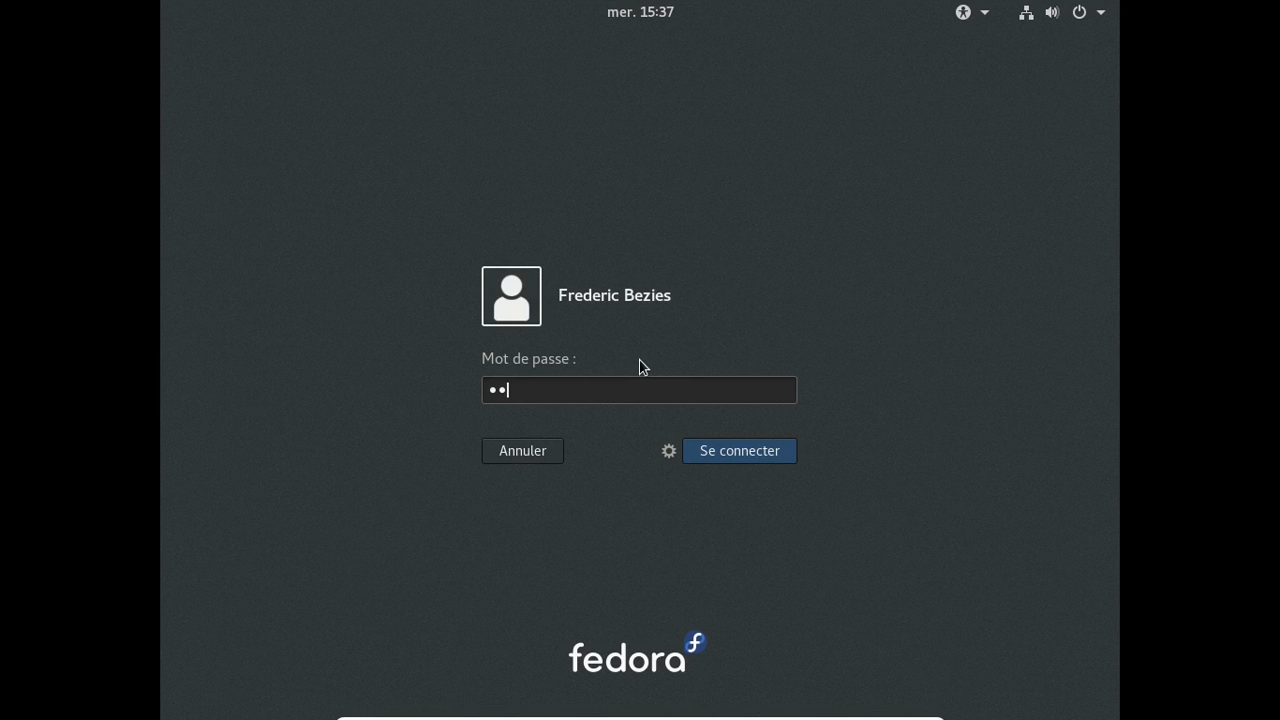 mer. 15:37
Frederic Bezies
Mot de passe :
Annuler
Se connecter
fedora